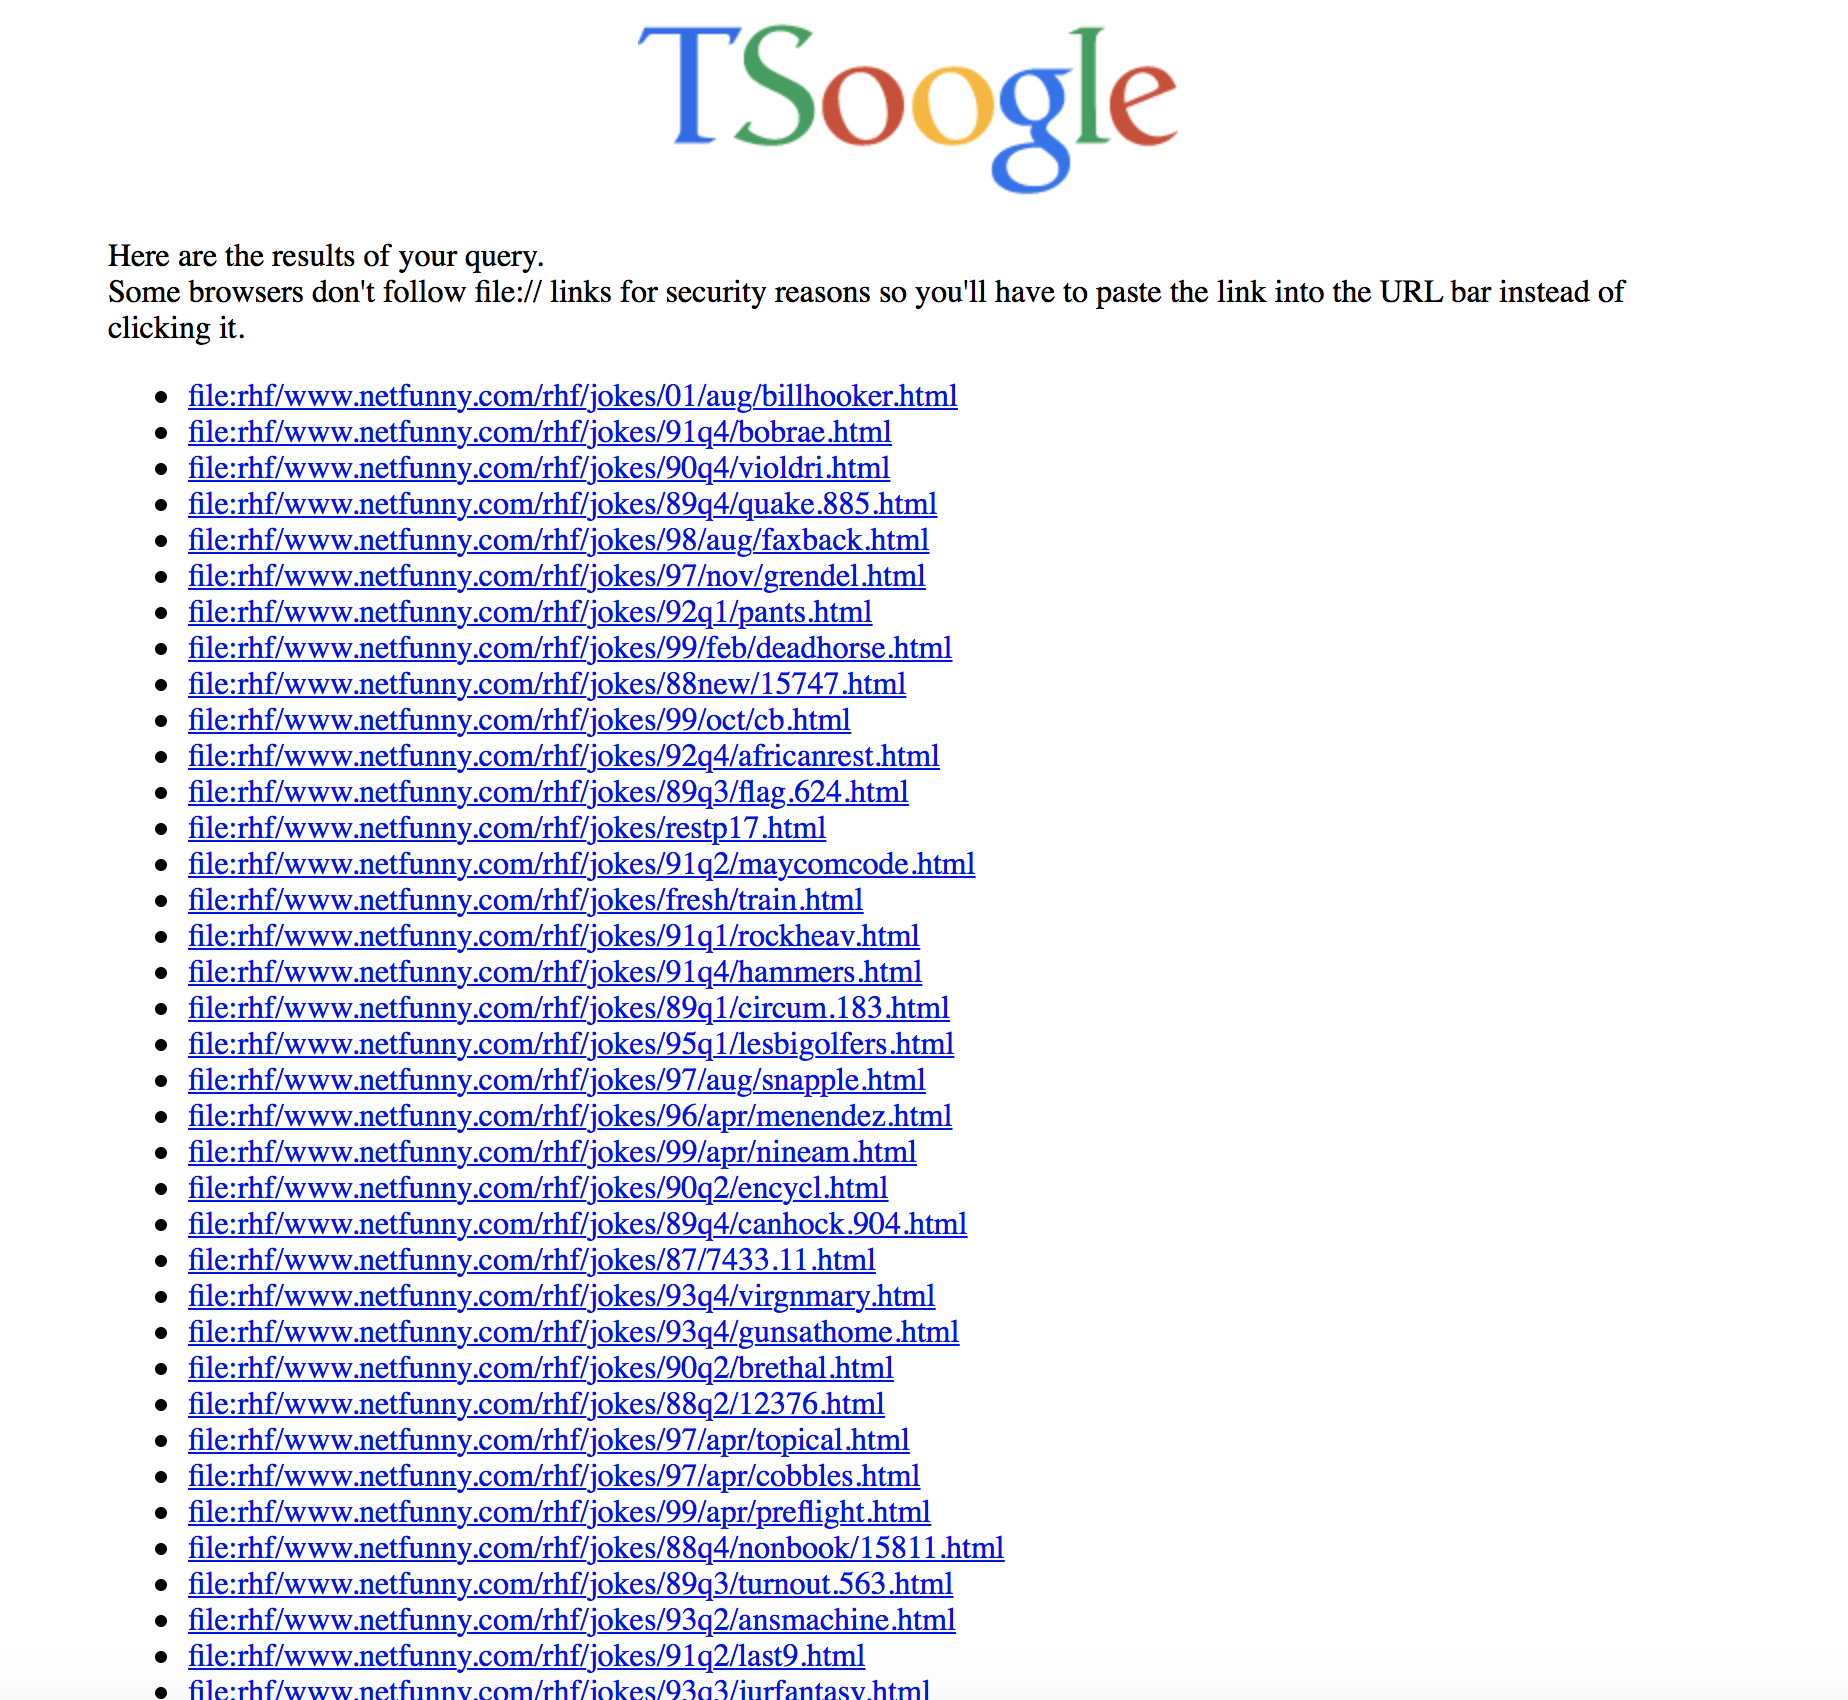 TSoogle
Here are the results of your query.
Some browsers don't follow file:// links for security reasons so you'll have to paste the link into the URL bar instead of
clicking it.
file:rhf/www.netfunny.com/rhf/jokes/01/aug/billhooker.html
file:rhf/www.netfunny.com/rhf/jokes/91q4/bobrae.html
file:rhf/www.netfunny.com/rhf/jokes/90q4/violdri.html
file:rhf/www.netfunny.com/rhf/jokes/89q4/quake.885.html
file:rhf/www.netfunny.com/rhf/jokes/98/aug/faxback.html
file:rhf/www.netfunny.com/rhf/jokes/97/nov/grendel.html
file:rhf/www.netfunny.com/rhf/jokes/92q1/pants.html
file:rhf/www.netfunny.com/rhf/jokes/99/feb/deadhorse.html
file:rhf/www.netfunny.com/rhf/jokes/88new/15747.html
file:rhf/www.netfunny.com/rhf/jokes/99/oct/cb.html
file:rhf/www.netfunny.com/rhf/jokes/92q4/africanrest.html
file:rhf/www.netfunny.com/rhf/jokes/89q3/flag.624.html
file:rhf/www.netfunny.com/rhf/jokes/restp17.html
file:rhf/www.netfunny.com/rhf/jokes/91q2/maycomcode.html
file:rhf/www.netfunny.com/rhf/jokes/fresh/train.html
file:rhf/www.netfunny.com/rhf/jokes/91q1/rockheav.html
file:rhf/www.netfunny.com/rhf/jokes/91q4/hammers.html
file:rhf/www.netfunny.com/rhf/jokes/89q1/circum.183.html
file:rhf/www.netfunny.com/rhf/jokes/95q1/lesbigolfers.html
file:rhf/www.netfunny.com/rhf/jokes/97/aug/snapple.html
file:rhf/www.netfunny.com/rhf/jokes/96/apr/menendez.html
file:rhf/www.netfunny.com/rhf/jokes/99/apr/nineam.html
file:rhf/www.netfunny.com/rhf/jokes/90q2/encycl.html
file:rhf/www.netfunny.com/rhf/jokes/89q4/canhock.904.html
file:rhf/www.netfunny.com/rhf/jokes/87/7433.11.html
file:rhf/www.netfunny.com/rhf/jokes/93q4/virgnmary.html
file:rhf/www.netfunny.com/rhf/jokes/93q4/gunsathome.html
file:rhf/www.netfunny.com/rhf/jokes/90q2/brethal.html
file:rhf/www.netfunny.com/rhf/jokes/88q2/12376.html
file:rhf/www.netfunny.com/rhf/jokes/97/apr/topical.html
file:rhf/www.netfunny.com/rhf/jokes/97/apr/cobbles.html
file:rhf/www.netfunny.com/rhf/jokes/99/apr/preflight.html
file:rhf/www.netfunny.com/rhf/jokes/88q4/nonbook/15811.html
file:rhf/www.netfunny.com/rhf/jokes/89q3/turnout.563.html
file:rhf/www.netfunny.com/rhf/jokes/93q2/ansmachine.html
file:rhf/www.netfunny.com/rhf/jokes/91q2/last9.html
file:rhf/www.netfunny.com/rhf/jokes/93q3/jurfantasy.html